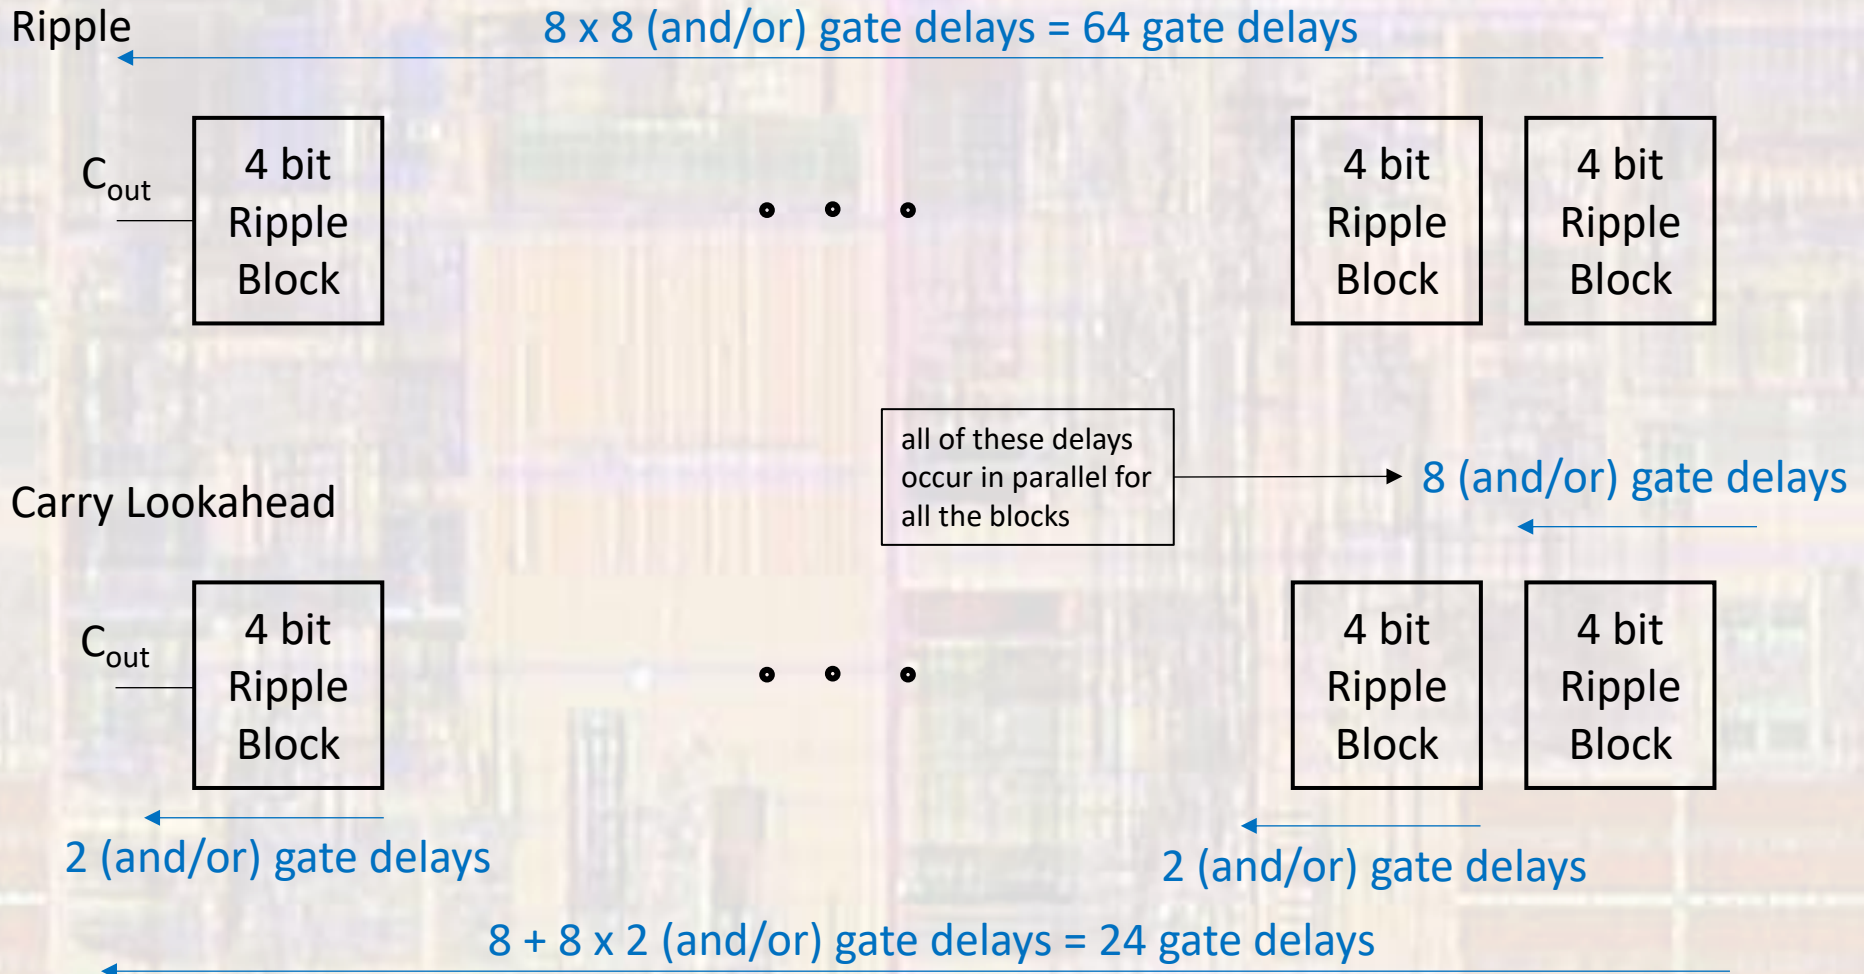 Ripple
8 x 8 (and/or) gate delays = 64 gate delays
Cout
4 bit
Ripple
Block
4 bit
Ripple
Block
4 bit
Ripple
Block
all of these delays
occur in parallel for
all the blocks
8 (and/or) gate delays
Carry Lookahead
Cout
4 bit
Ripple
Block
4 bit
Ripple
Block
4 bit
Ripple
Block
2 (and/or) gate delays
2 (and/or) gate delays
8 + 8 x 2 (and/or) gate delays = 24 gate delays